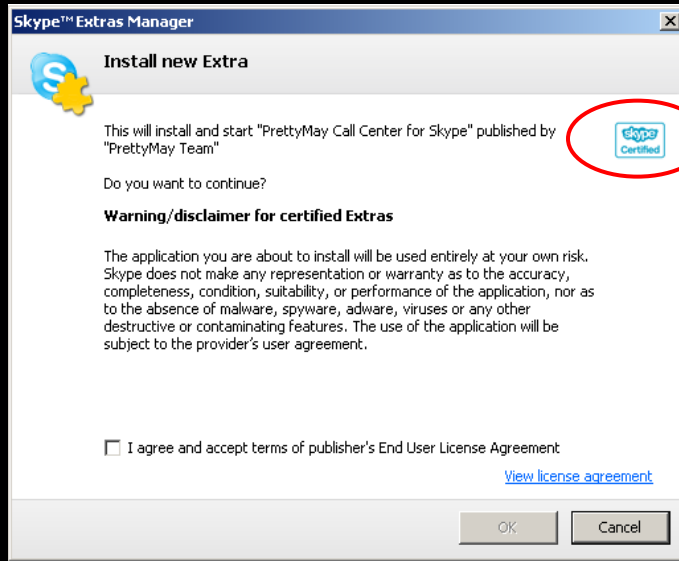 Skype™ Extras Manager
Install new Extra
This will install and start "PrettyMay Call Center for Skype" published by
"PrettyMay Team"
skype
Certified
Do you want to continue?
Warning/disclaimer for certified Extras
The application you are about to install will be used entirely at your own risk.
Skype does not make any representation or warranty as to the accuracy,
completeness, condition, suitability, or performance of the application, nor as
to the absence of malware, spyware, adware, viruses or any other
destructive or contaminating features. The use of the application will be
subject to the provider's user agreement.
I agree and accept terms of publisher's End User License Agreement
View license agreement
OK
Cancel